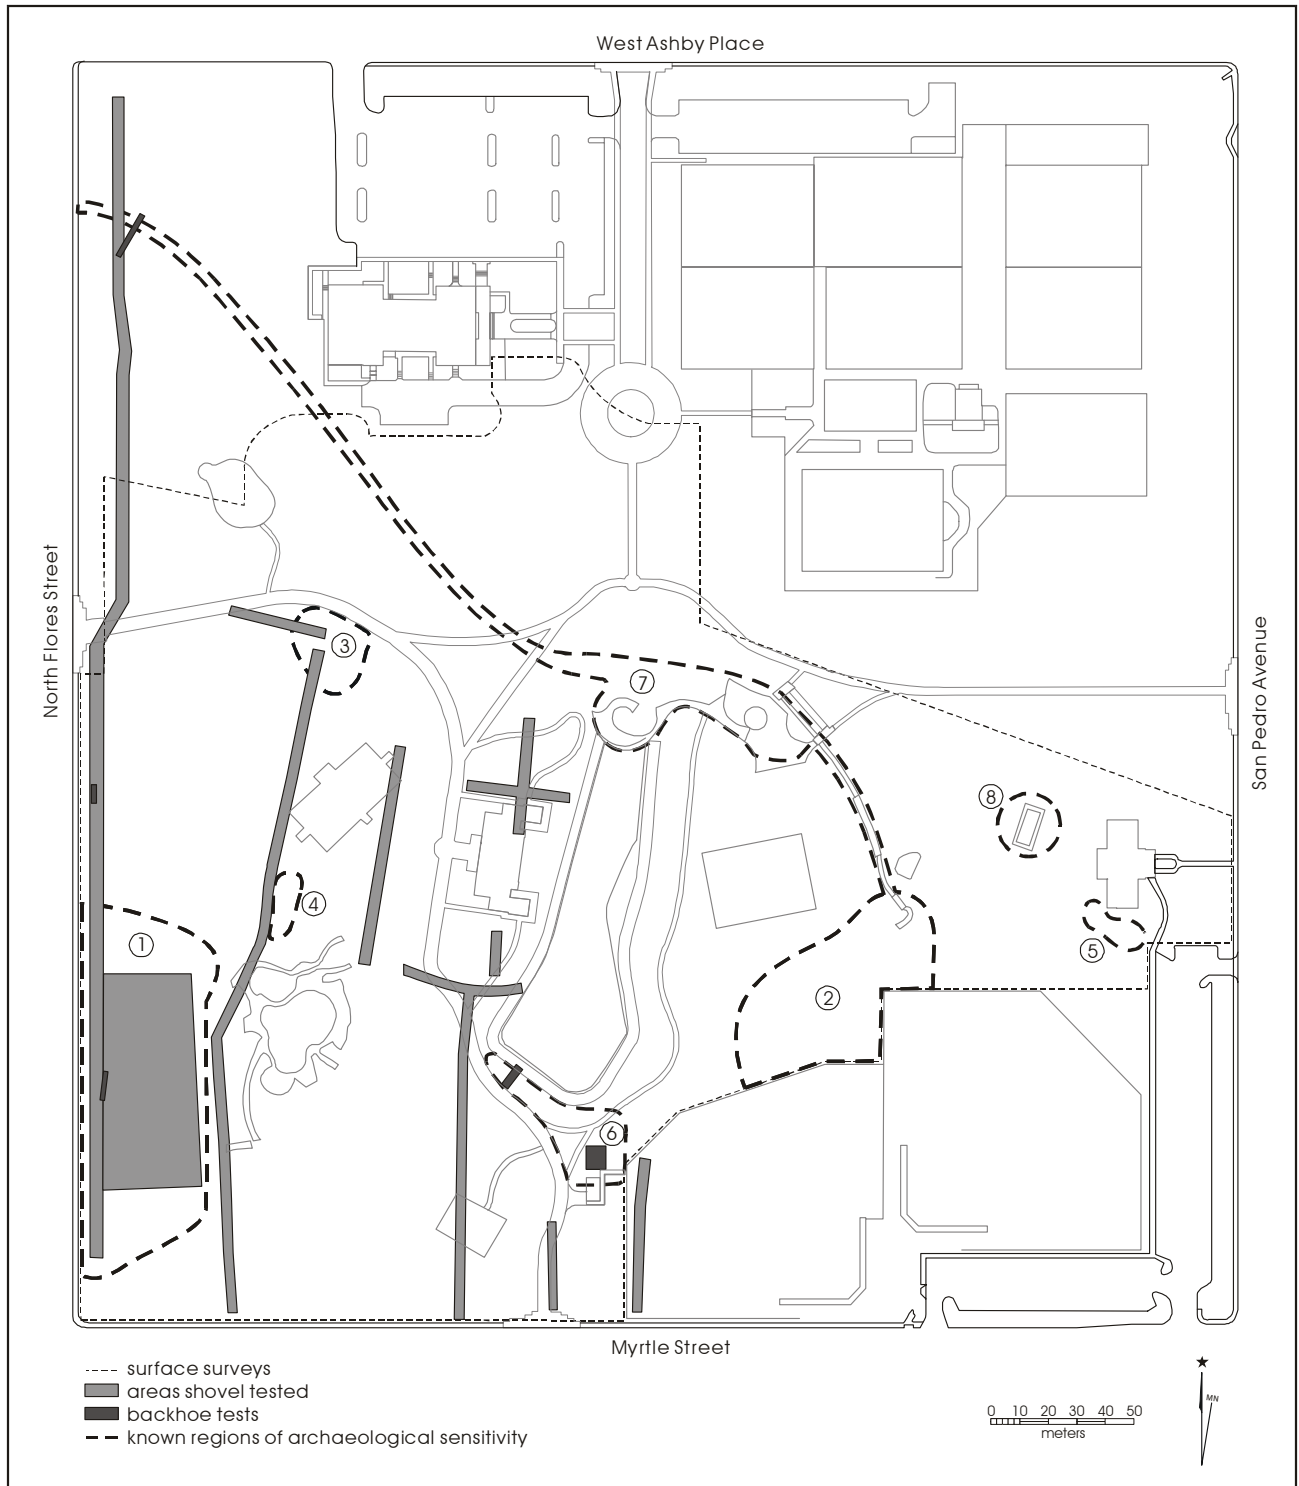 West Ashby Place
North Flores Street
San Pedro Avenue
3
7
8
4
1
5
2
6
Myrtle Street
surface surveys
areas shovel tested
backhoe tests
known regions of archaeological sensitivity
0 10 20 30 40 50
meters
MN